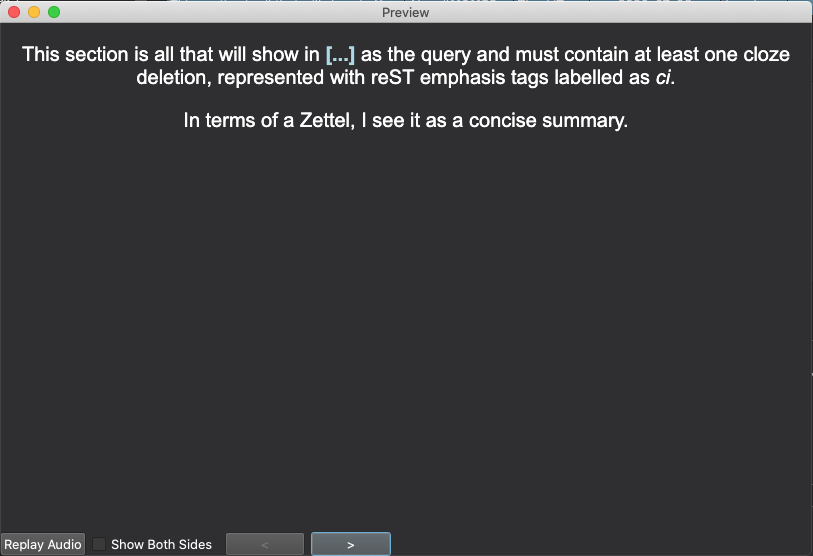 Preview
This section is all that will show in [...] as the query and must contain at least one cloze
deletion, represented with reST emphasis tags labelled as ci.
In terms of a Zettel, I see it as a concise summary.
Replay Audio Show Both Sides < >